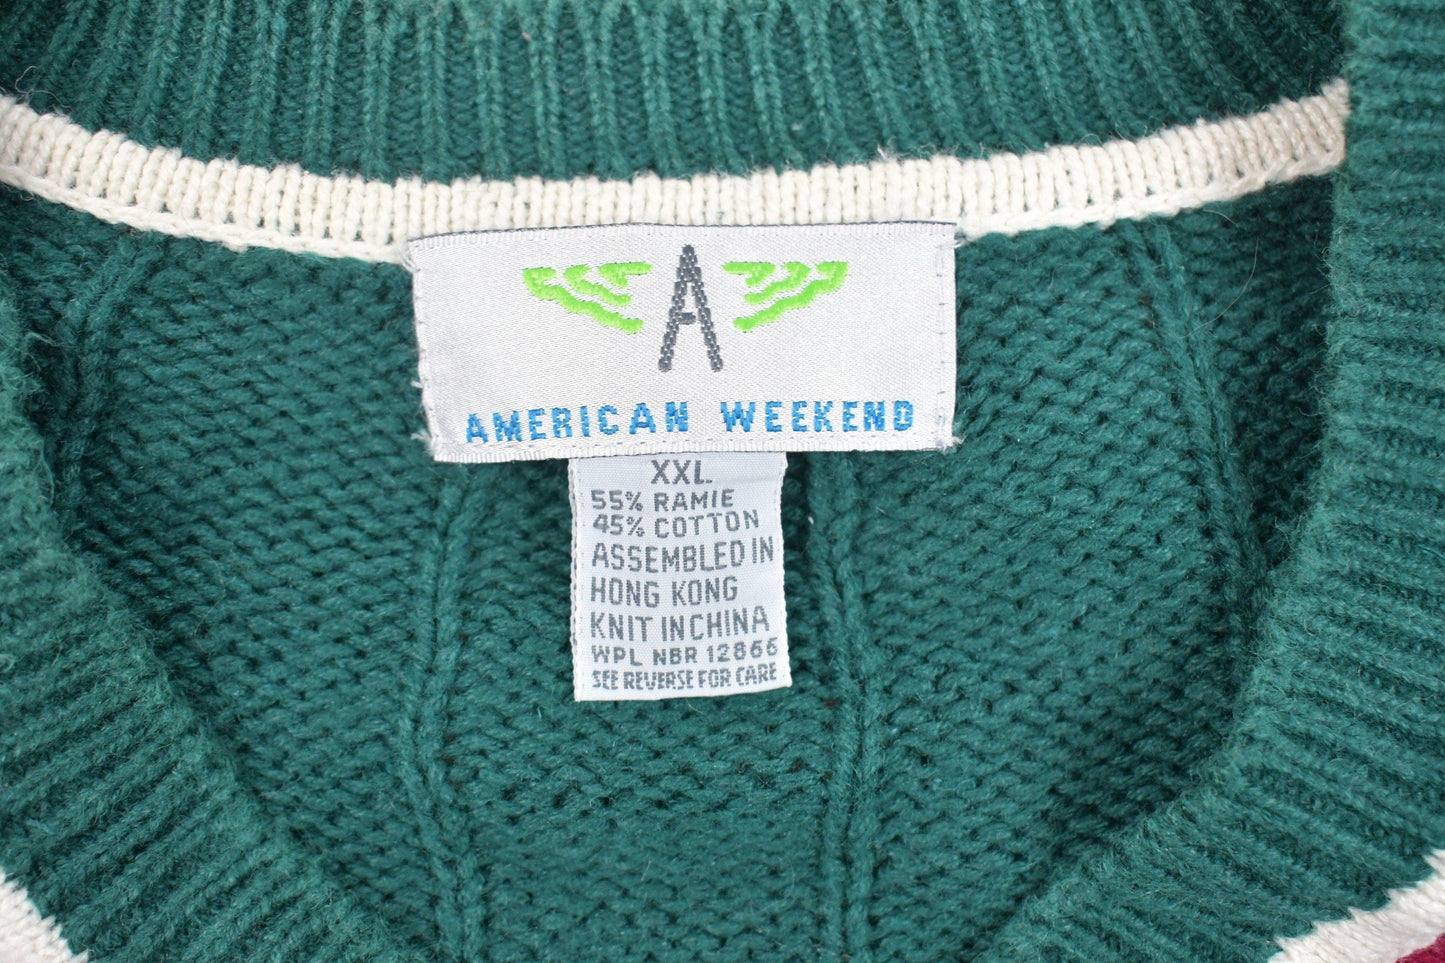 A
AMERICAN WEEKEND
XXL
55% RAMIE
45% COTTON
ASSEMBLED IN
HONG KONG
KNIT IN CHINA
WPL NBR 12866
SEE REVERSE FOR CARE